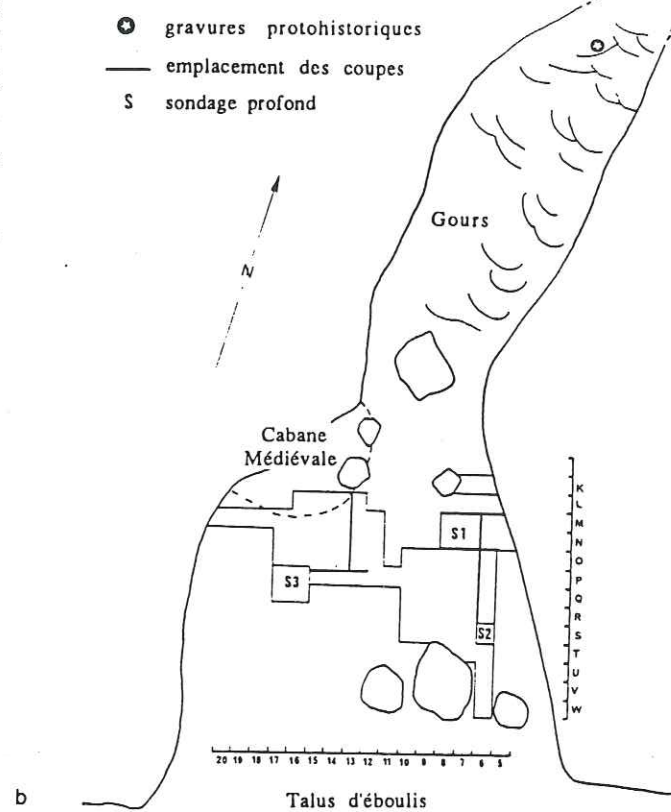 gravures protohistoriques
emplacement des coupes
S sondage profond
Gours
N
Cabane
Médiévale
K
L
M
N
O
P
Q
R
S
T
U
V
W
S1
S3
S2
20 19 18 17 16 15 14 13 12 11 10 9 8 7 6 5
b
Talus d'éboulis